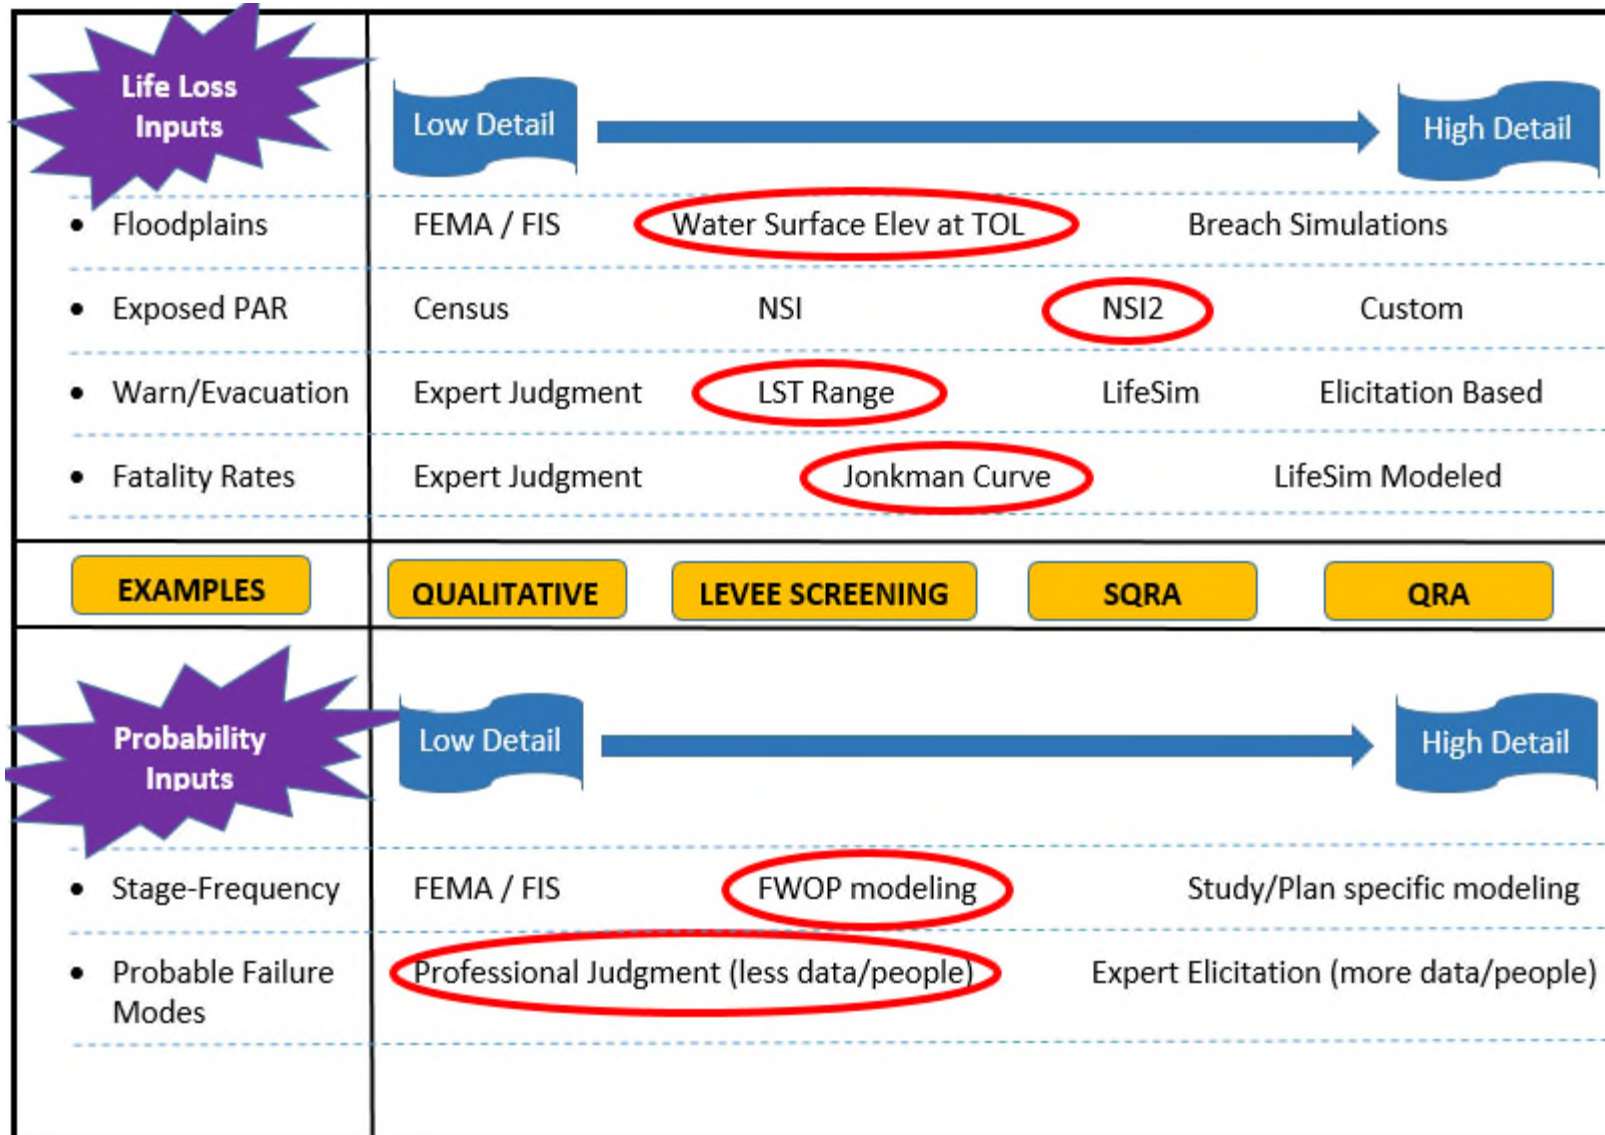 Life Loss
Inputs
Low Detail
High Detail
• Floodplains FEMA / FIS Water Surface Elev at TOL Breach Simulations
• Exposed PAR Census NSI NSI2 Custom
• Warn/Evacuation Expert Judgment LST Range LifeSim Elicitation Based
• Fatality Rates Expert Judgment Jonkman Curve LifeSim Modeled
EXAMPLES QUALITATIVE LEVEE SCREENING SQRA QRA
Probability
Inputs
Low Detail
High Detail
• Stage-Frequency FEMA / FIS FWOP modeling Study/Plan specific modeling
• Probable Failure Professional Judgment (less data/people) Expert Elicitation (more data/people)
Modes